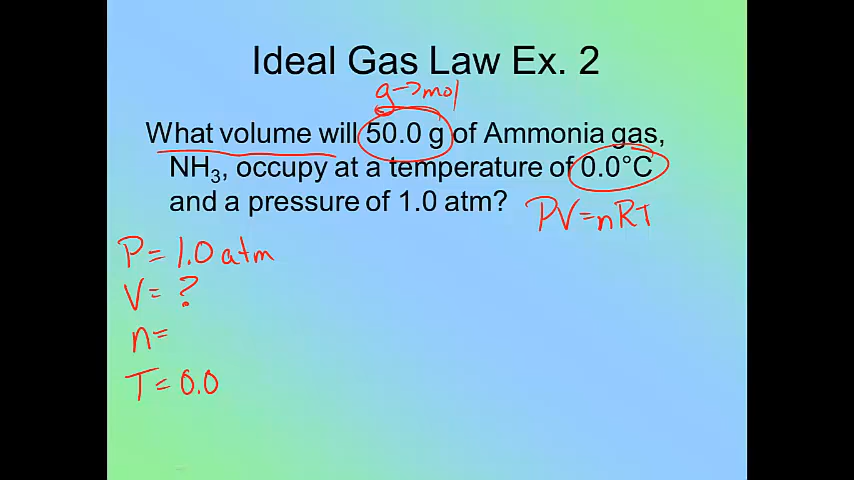 Ideal Gas Law Ex. 2
g→mol
What volume will 50.0 g of Ammonia gas,
NH₃, occupy at a temperature of 0.0°C
and a pressure of 1.0 atm?
PV=nRT
P= 1.0 atm
V= ?
n=
T= 0.0